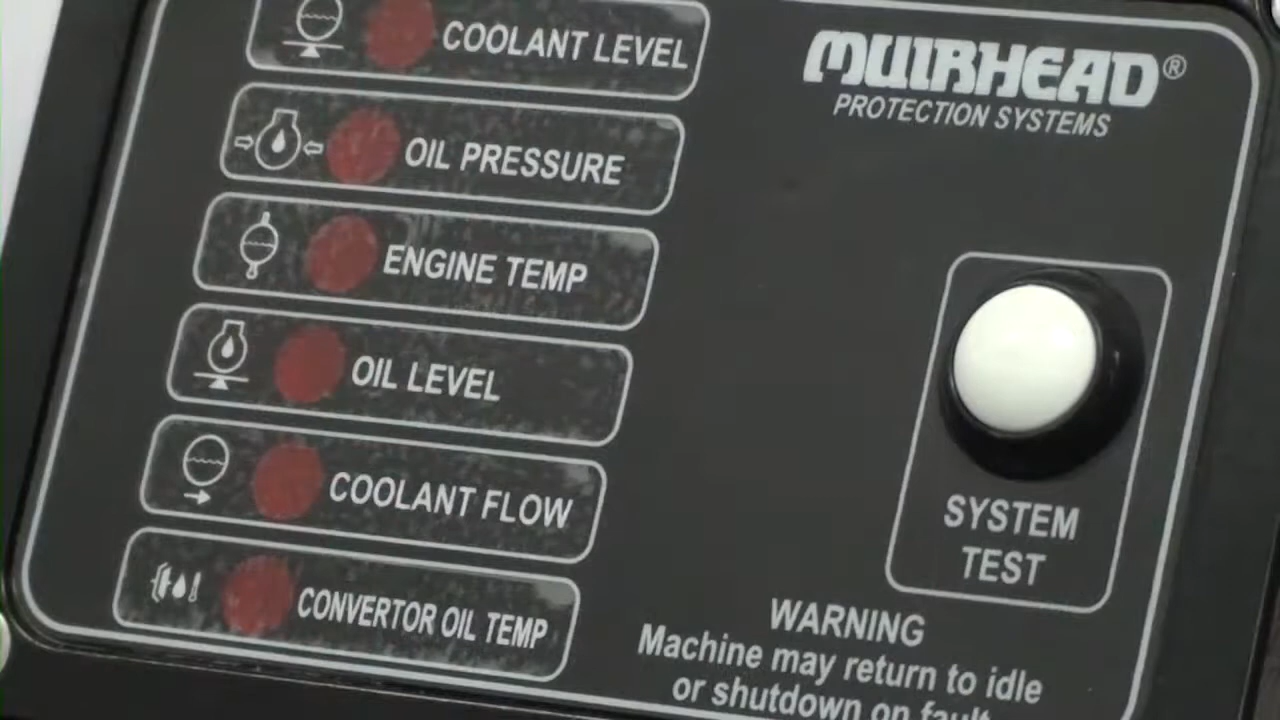 COOLANT LEVEL
OIL PRESSURE
ENGINE TEMP
OIL LEVEL
COOLANT FLOW
CONVERTOR OIL TEMP
MUIRHEAD®
PROTECTION SYSTEMS
SYSTEM
TEST
WARNING
Machine may return to idle
or shutdown on fault